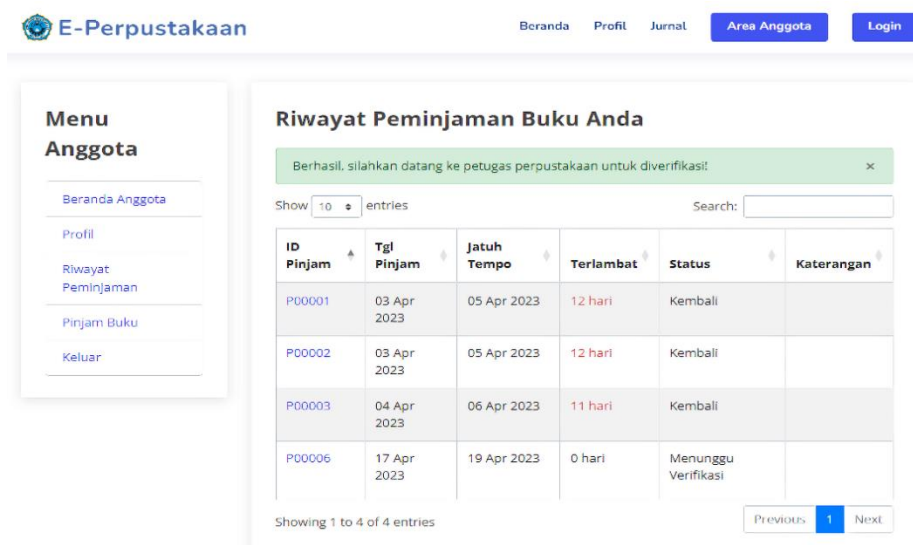 E-Perpustakaan
Beranda Profil Jurnal Area Anggota Login
Menu
Anggota
Beranda Anggota
Profil
Riwayat
Peminjaman
Pinjam Buku
Keluar
Riwayat Peminjaman Buku Anda
Berhasil, silahkan datang ke petugas perpustakaan untuk diverifikasi! ×
Show 10 entries Search:
ID Pinjam Tgl Pinjam Jatuh Tempo Terlambat Status Katerangan
P00001 03 Apr 2023 05 Apr 2023 12 hari Kembali
P00002 03 Apr 2023 05 Apr 2023 12 hari Kembali
P00003 04 Apr 2023 06 Apr 2023 11 hari Kembali
P00006 17 Apr 2023 19 Apr 2023 0 hari Menunggu Verifikasi
Showing 1 to 4 of 4 entries Previous 1 Next